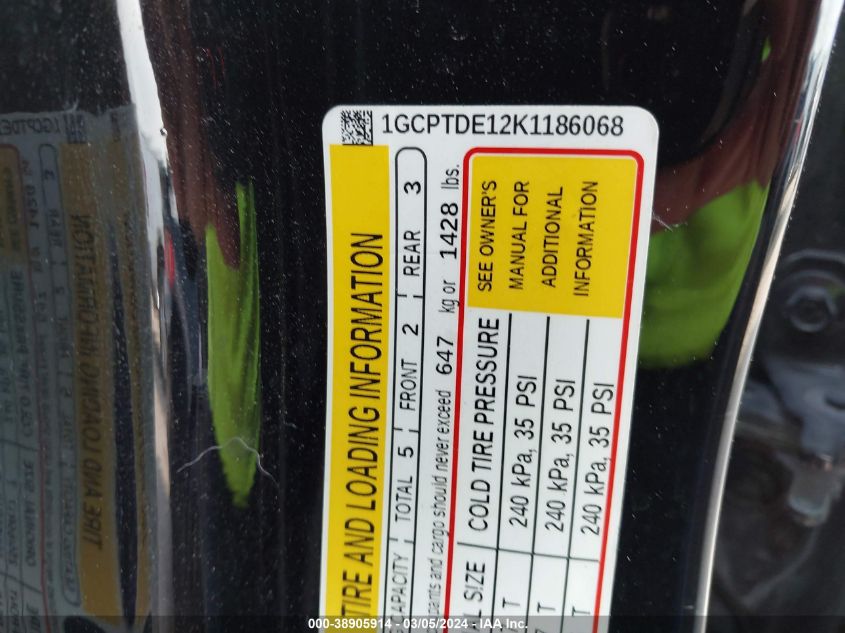 1GCPTDE12K1186068
TIRE AND LOADING INFORMATION
CAPACITY TOTAL 5 FRONT 2 REAR 3
and cargo should never exceed 647 kg or 1428 lbs.
SIZE COLD TIRE PRESSURE
T 240 kPa, 35 PSI
T 240 kPa, 35 PSI
T 240 kPa, 35 PSI
SEE OWNER'S
MANUAL FOR
ADDITIONAL
INFORMATION
000-38905914 - 03/05/2024 - IAA Inc.